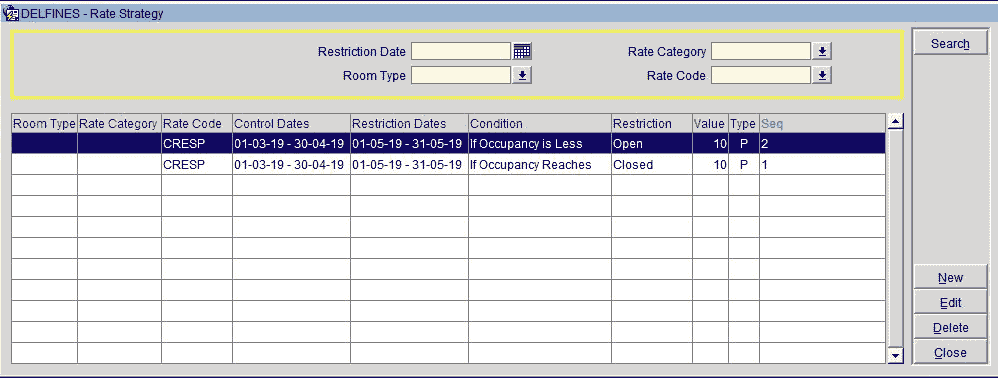 DELFINES - Rate Strategy
Restriction Date Rate Category Search
Room Type Rate Code
Room Type Rate Category Rate Code Control Dates Restriction Dates Condition Restriction Value Type Seq
CRESP 01-03-19 - 30-04-19 01-05-19 - 31-05-19 If Occupancy is Less Open 10 P 2
CRESP 01-03-19 - 30-04-19 01-05-19 - 31-05-19 If Occupancy Reaches Closed 10 P 1
New
Edit
Delete
Close